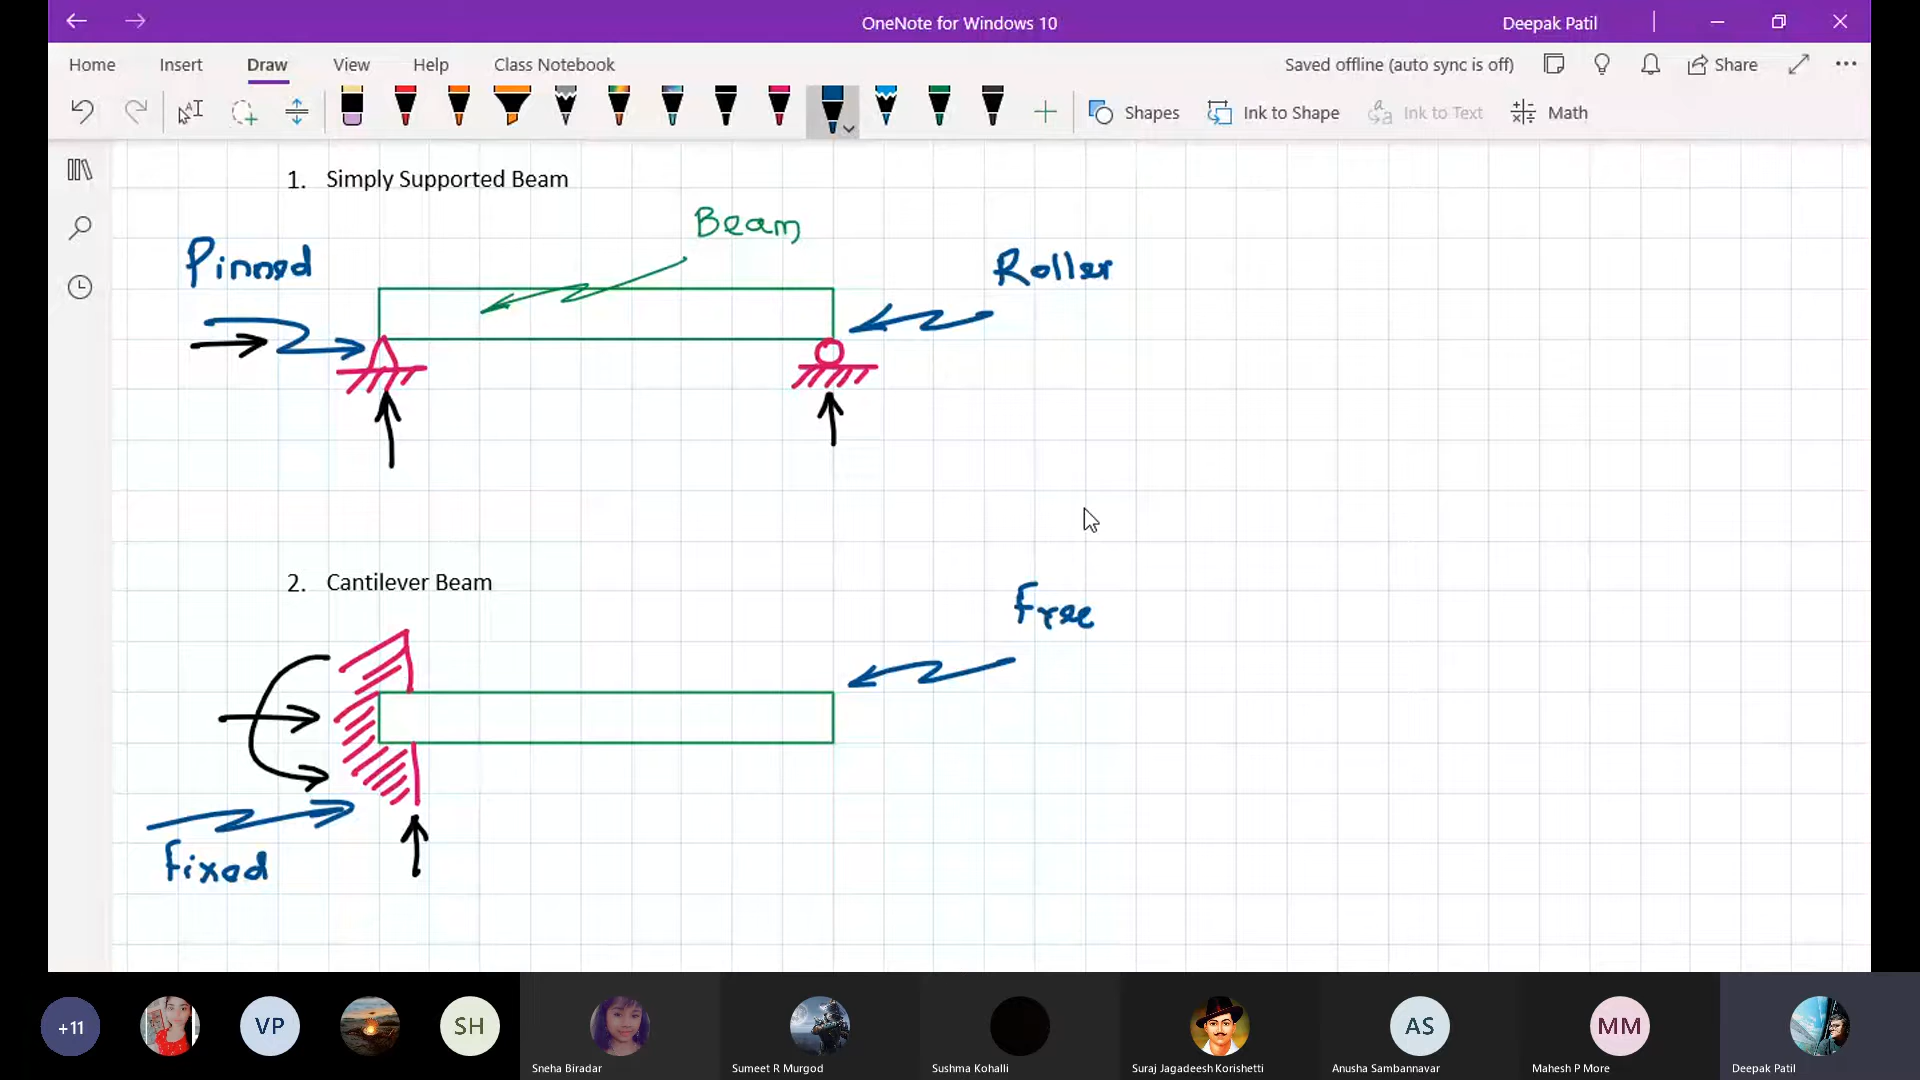 OneNote for Windows 10
Deepak Patil
Home Insert Draw View Help Class Notebook
Saved offline (auto sync is off)
Share
Shapes Ink to Shape Ink to Text Math
1. Simply Supported Beam
Beam
Pinned
Roller
2. Cantilever Beam
Free
Fixed
+11
VP
SH
AS
MM
Sneha Biradar
Sumeet R Murgod
Sushma Kohalli
Suraj Jagadeesh Korishetti
Anusha Sambannavar
Mahesh P More
Deepak Patil